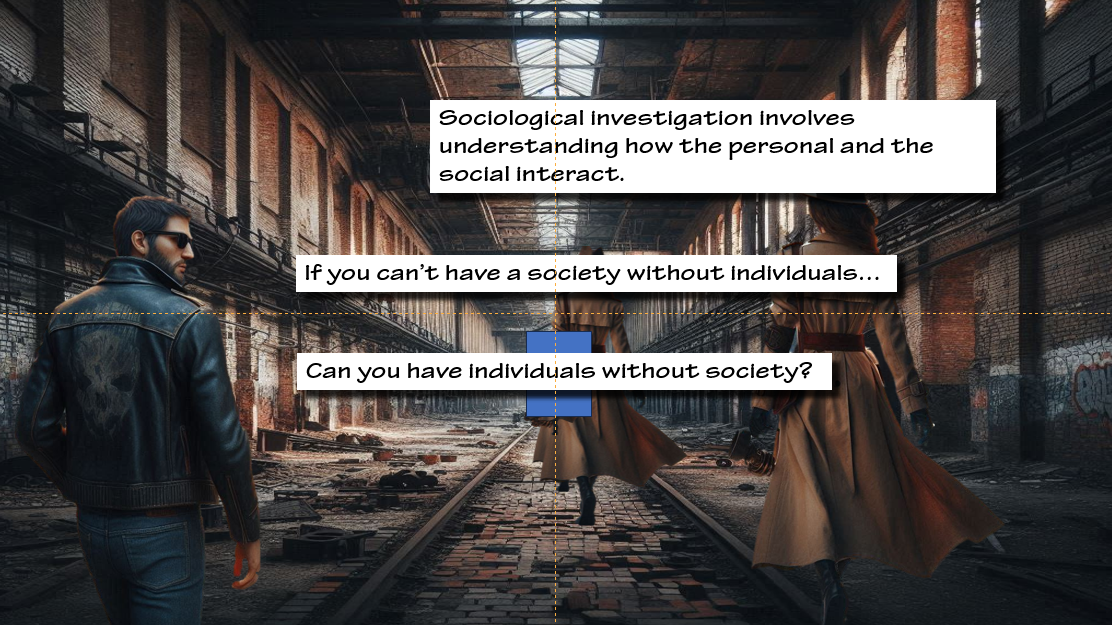 Sociological investigation involves
understanding how the personal and the
social interact.
If you can’t have a society without individuals…
Can you have individuals without society?